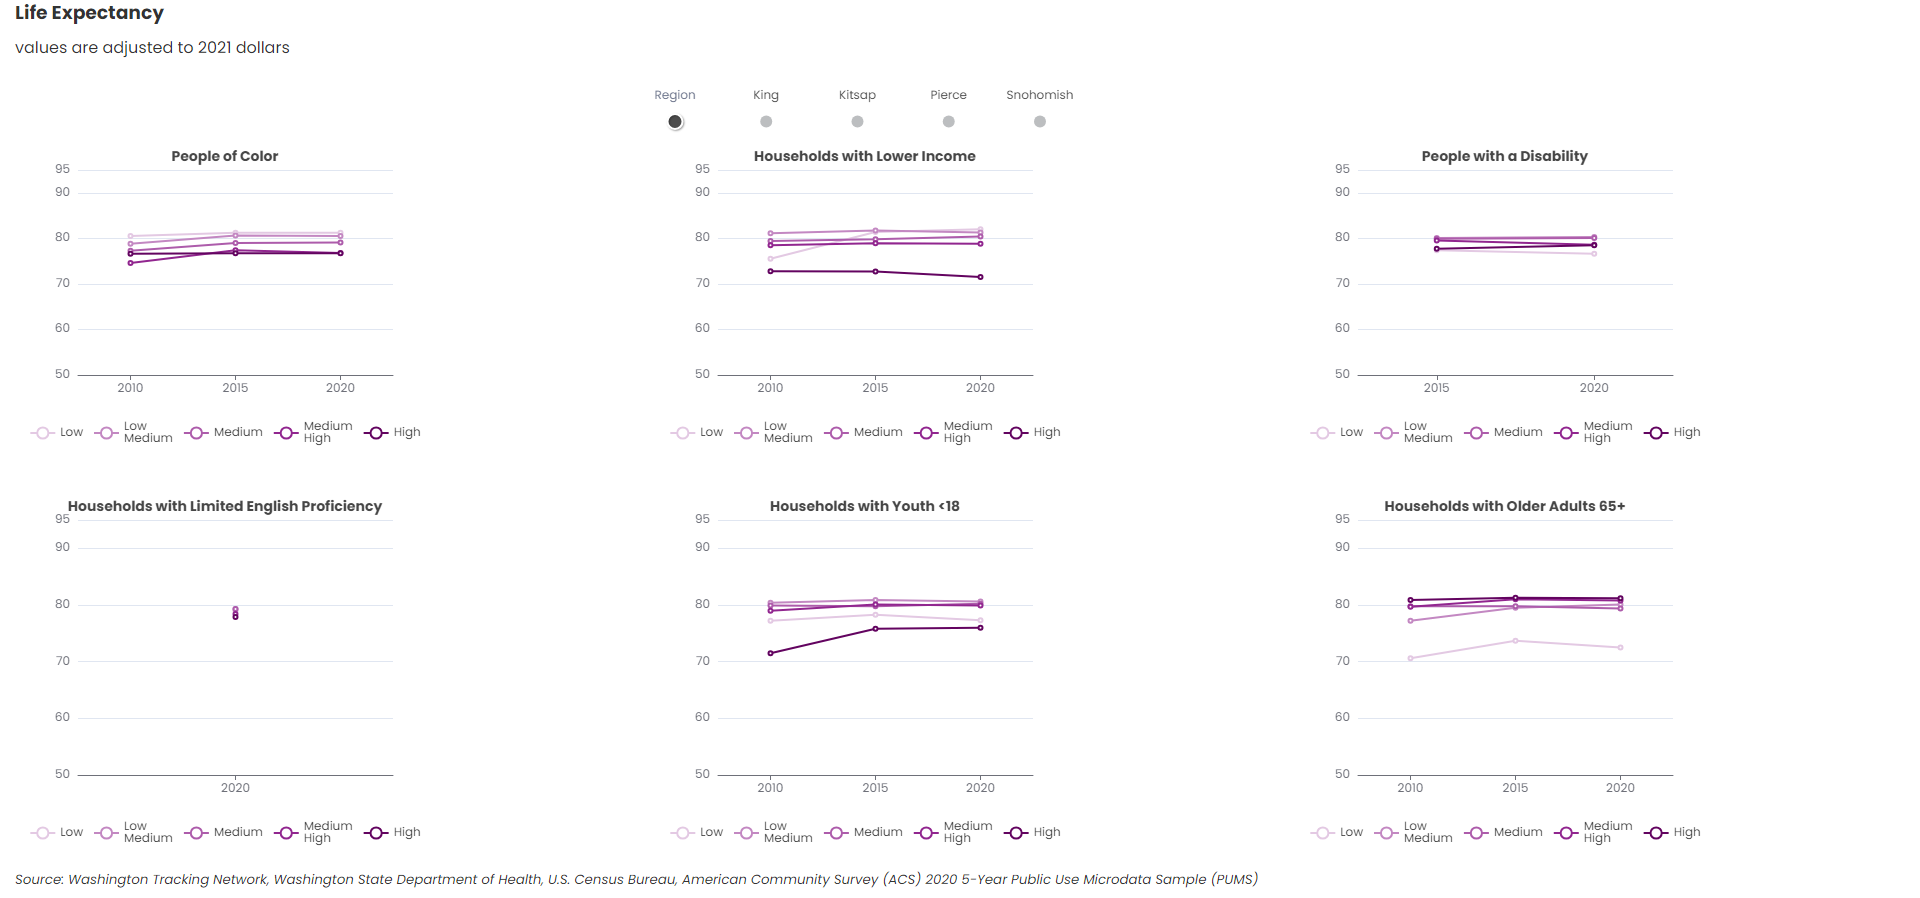 Life Expectancy
values are adjusted to 2021 dollars
Region King Kitsap Pierce Snohomish
People of Color
95
90
80
70
60
50
2010 2015 2020
Low Low Medium Medium Medium High High
Households with Lower Income
95
90
80
70
60
50
2010 2015 2020
Low Low Medium Medium Medium High High
People with a Disability
95
90
80
70
60
50
2015 2020
Low Low Medium Medium Medium High High
Households with Limited English Proficiency
95
90
80
70
60
50
2020
Low Low Medium Medium Medium High High
Households with Youth <18
95
90
80
70
60
50
2010 2015 2020
Low Low Medium Medium Medium High High
Households with Older Adults 65+
95
90
80
70
60
50
2010 2015 2020
Low Low Medium Medium Medium High High
Source: Washington Tracking Network, Washington State Department of Health, U.S. Census Bureau, American Community Survey (ACS) 2020 5-Year Public Use Microdata Sample (PUMS)